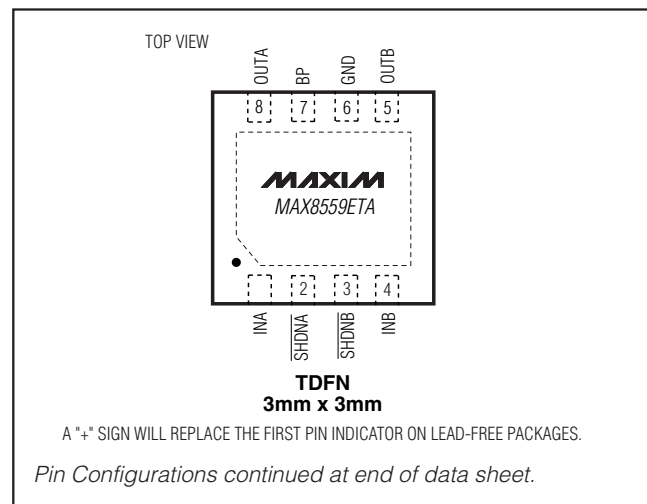 TOP VIEW
OUTA
BP
GND
OUTB
8
7
6
5
MAXIM
MAX8559ETA
2
3
4
INA
SHDNA
SHDNB
INB
TDFN
3mm x 3mm
A "+" SIGN WILL REPLACE THE FIRST PIN INDICATOR ON LEAD-FREE PACKAGES.
Pin Configurations continued at end of data sheet.